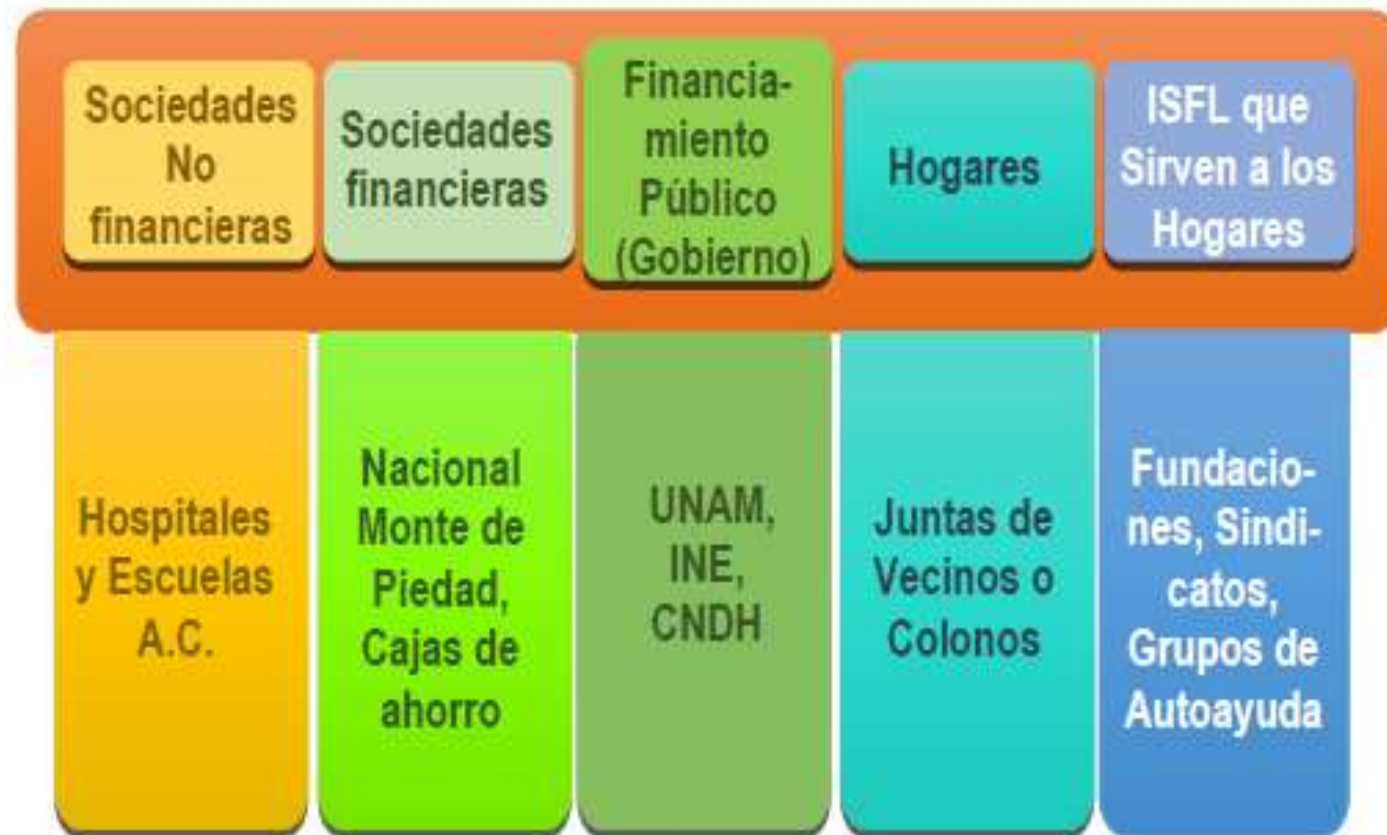 Sociedades
No
financieras
Sociedades
financieras
Financia-
miento
Público
(Gobierno)
Hogares
ISFL que
Sirven a los
Hogares
Hospitales
y Escuelas
A.C.
Nacional
Monte de
Piedad,
Cajas de
ahorro
UNAM,
INE,
CNDH
Juntas de
Vecinos o
Colonos
Fundacio-
nes, Sindi-
catos,
Grupos de
Autoayuda